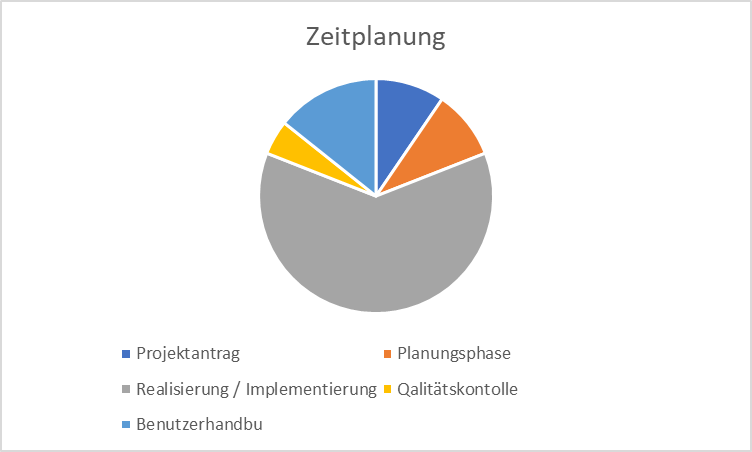 Zeitplanung
Projektantrag
Planungsphase
Realisierung / Implementierung
Qalitätskontolle
Benutzerhandbu